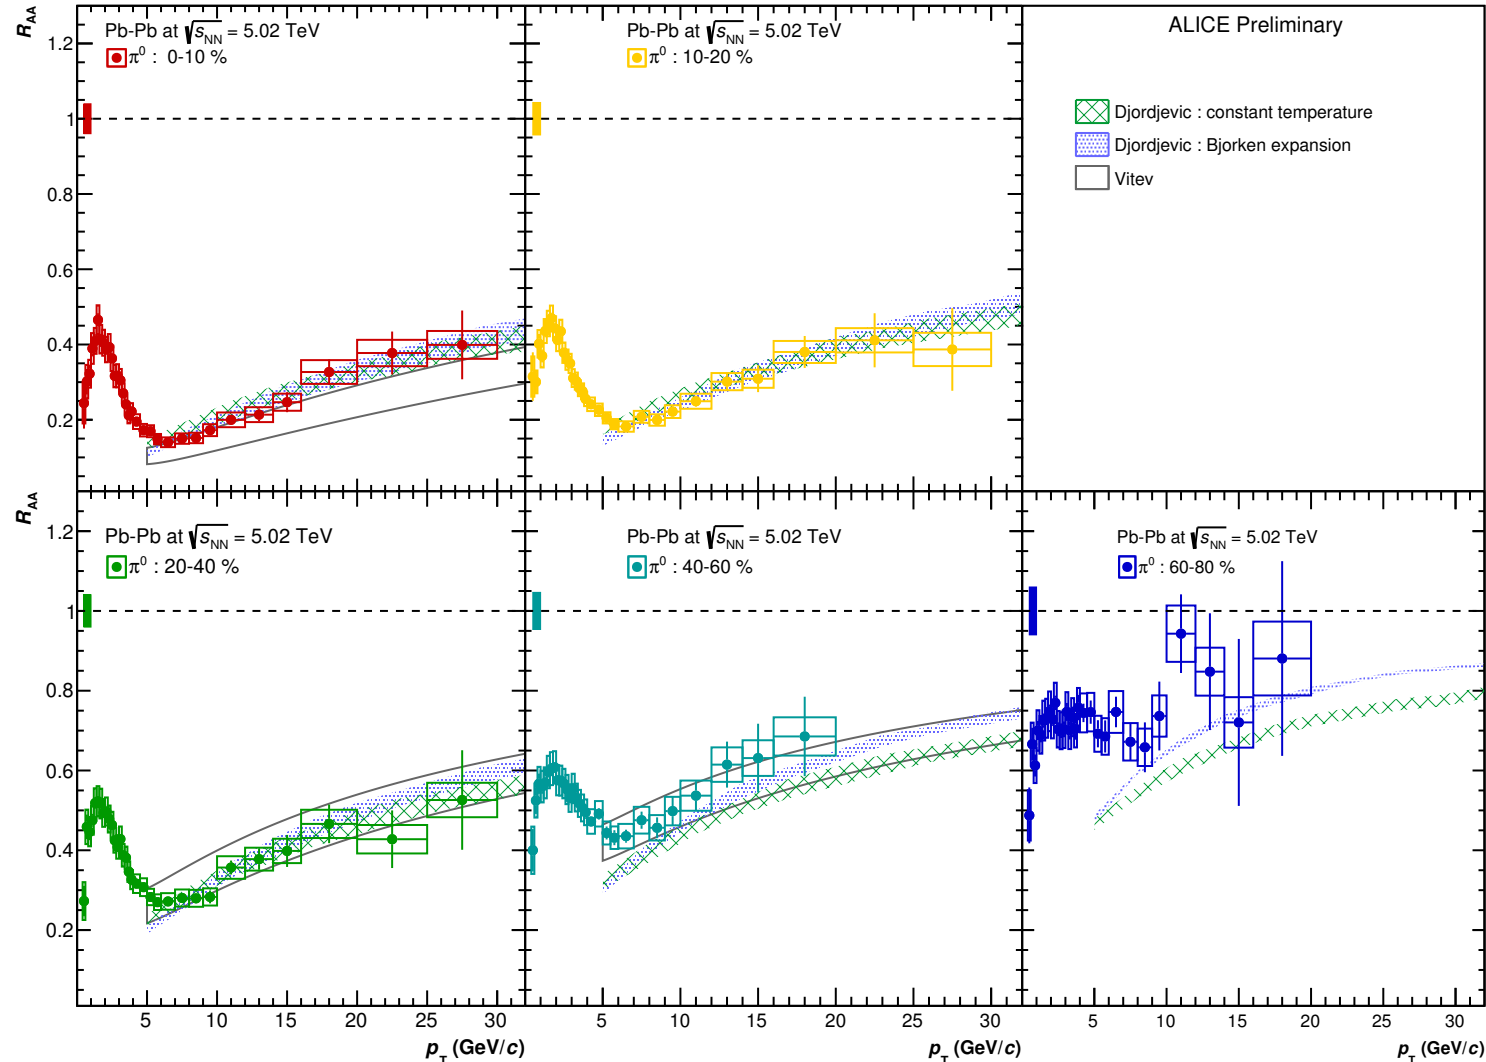 R_AA
Pb-Pb at √s_NN = 5.02 TeV
π⁰ : 0-10 %
Pb-Pb at √s_NN = 5.02 TeV
π⁰ : 10-20 %
ALICE Preliminary
Djordjevic : constant temperature
Djordjevic : Bjorken expansion
Vitev
1.2
1
0.8
0.6
0.4
0.2
R_AA
Pb-Pb at √s_NN = 5.02 TeV
π⁰ : 20-40 %
Pb-Pb at √s_NN = 5.02 TeV
π⁰ : 40-60 %
Pb-Pb at √s_NN = 5.02 TeV
π⁰ : 60-80 %
1.2
1
0.8
0.6
0.4
0.2
5 10 15 20 25 30
5 10 15 20 25 30
5 10 15 20 25 30
p_T (GeV/c)
p_T (GeV/c)
p_T (GeV/c)